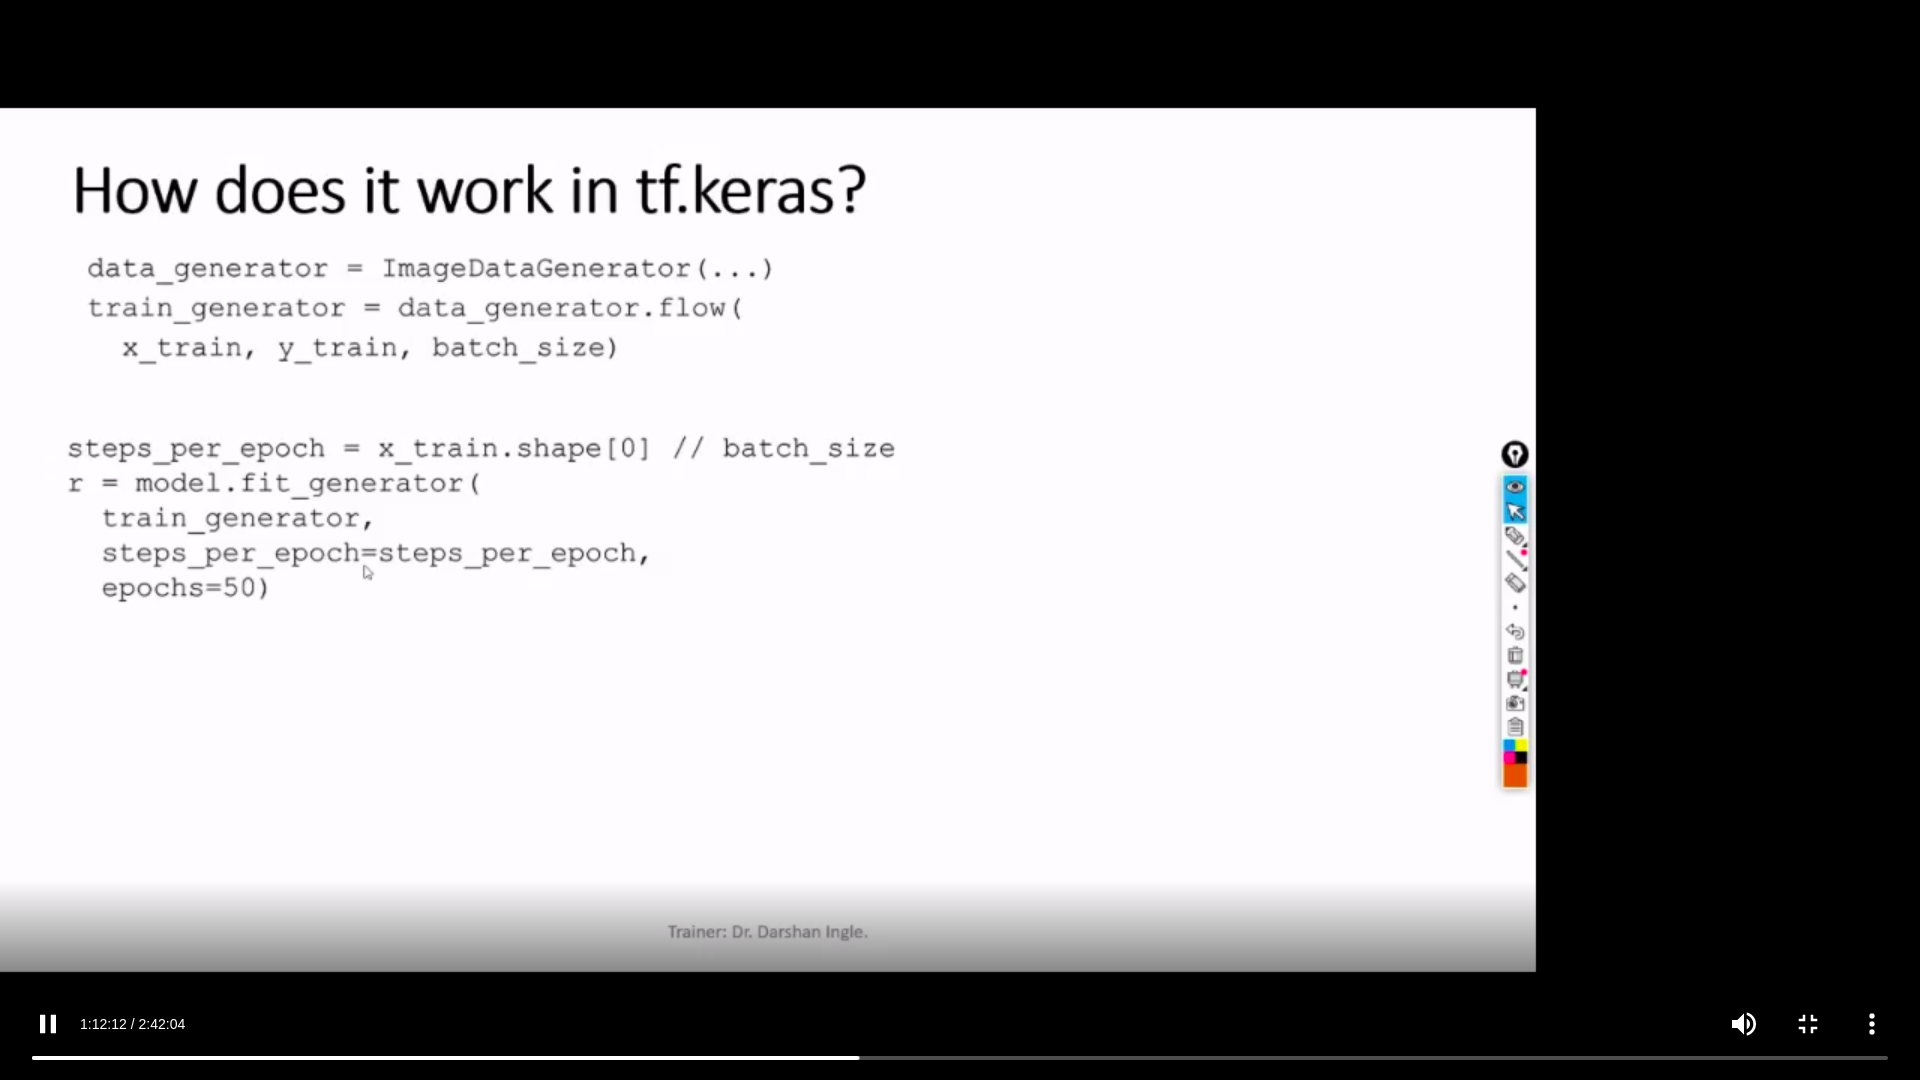 How does it work in tf.keras?
data_generator = ImageDataGenerator(...)
train_generator = data_generator.flow(
x_train, y_train, batch_size)
steps_per_epoch = x_train.shape[0] // batch_size
r = model.fit_generator(
train_generator,
steps_per_epoch=steps_per_epoch,
epochs=50)
Trainer: Dr. Darshan Ingle.
1:12:12 / 2:42:04